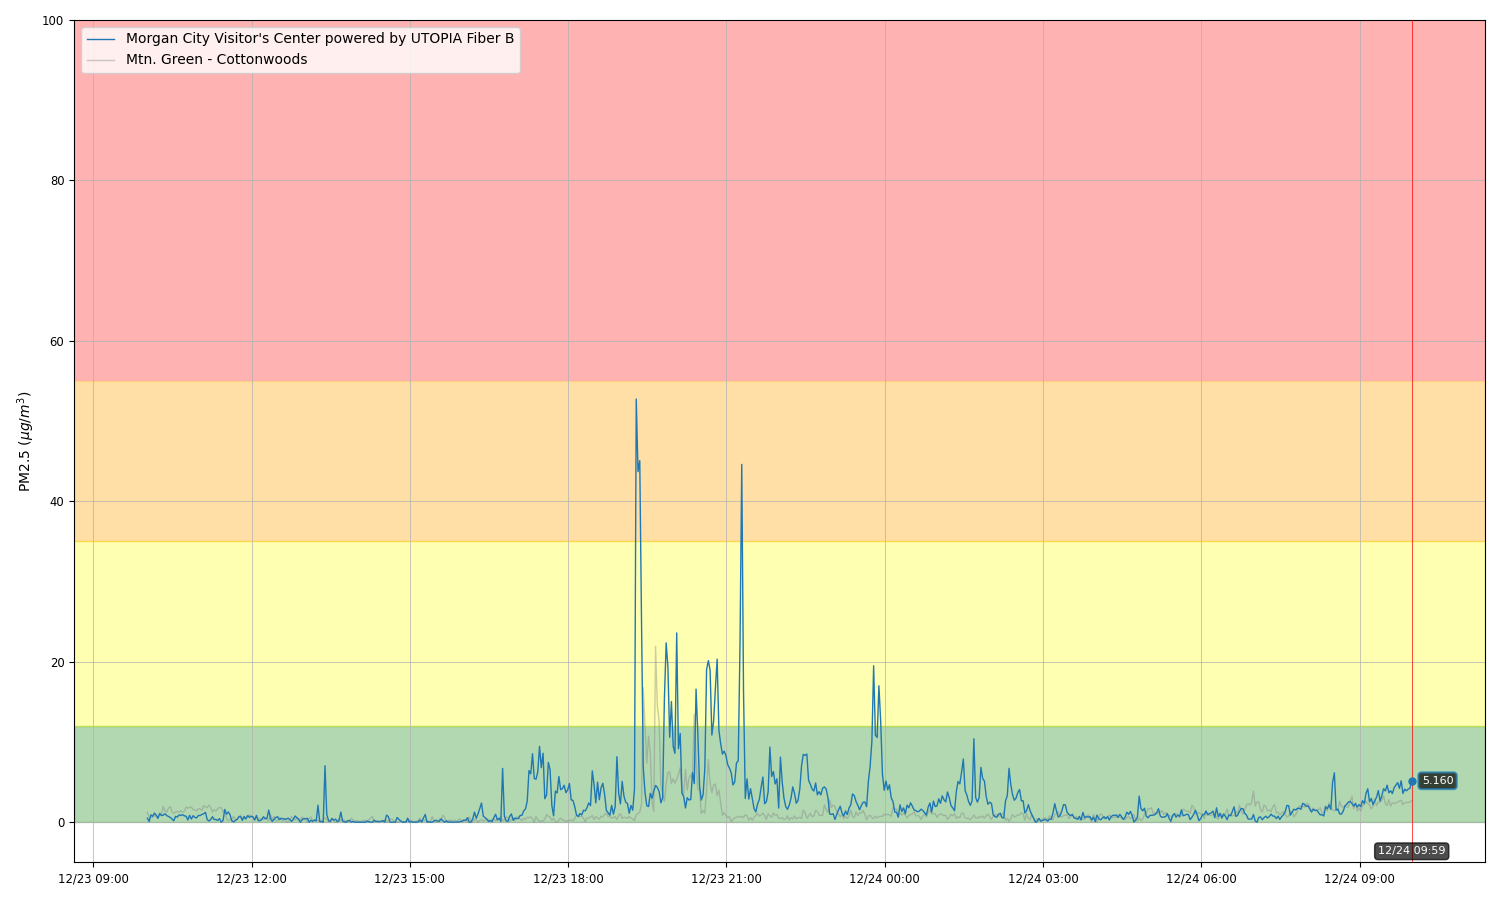 100
80
60
40
20
0
PM2.5 (μg/m³)
Morgan City Visitor's Center powered by UTOPIA Fiber B
Mtn. Green - Cottonwoods
5.160
12/24 09:59
12/23 09:00 12/23 12:00 12/23 15:00 12/23 18:00 12/23 21:00 12/24 00:00 12/24 03:00 12/24 06:00 12/24 09:00